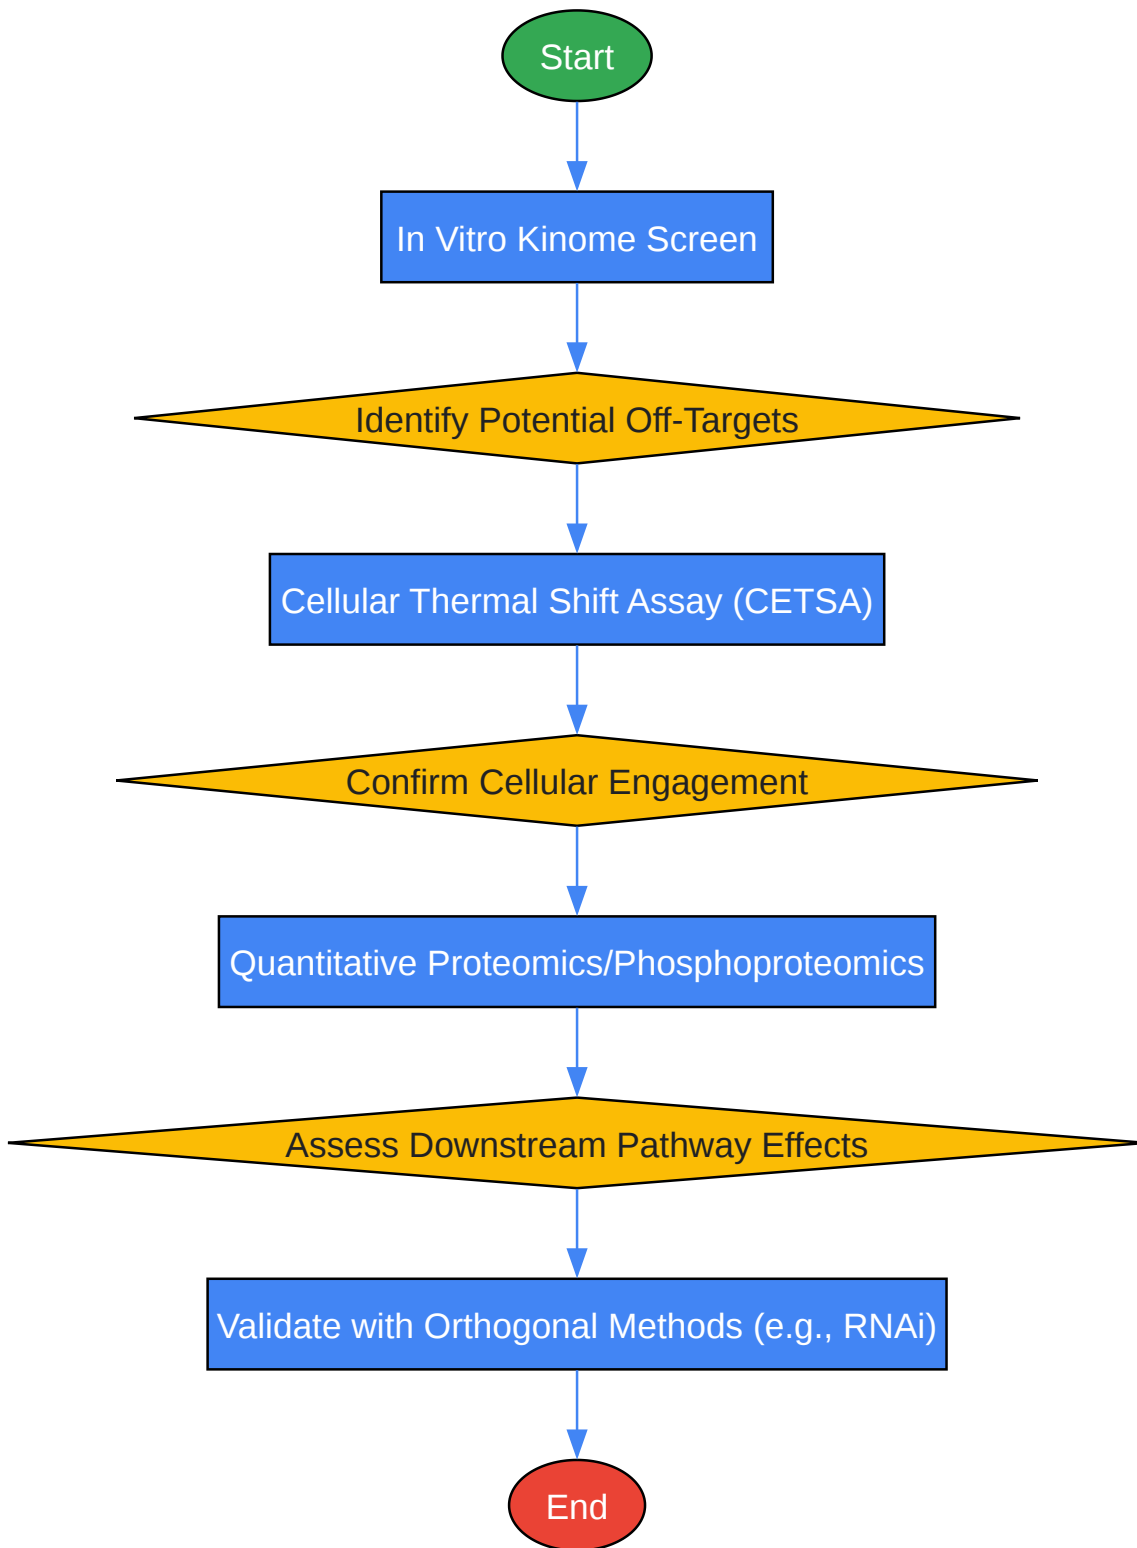 Start
In Vitro Kinome Screen
Identify Potential Off-Targets
Cellular Thermal Shift Assay (CETSA)
Confirm Cellular Engagement
Quantitative Proteomics/Phosphoproteomics
Assess Downstream Pathway Effects
Validate with Orthogonal Methods (e.g., RNAi)
End